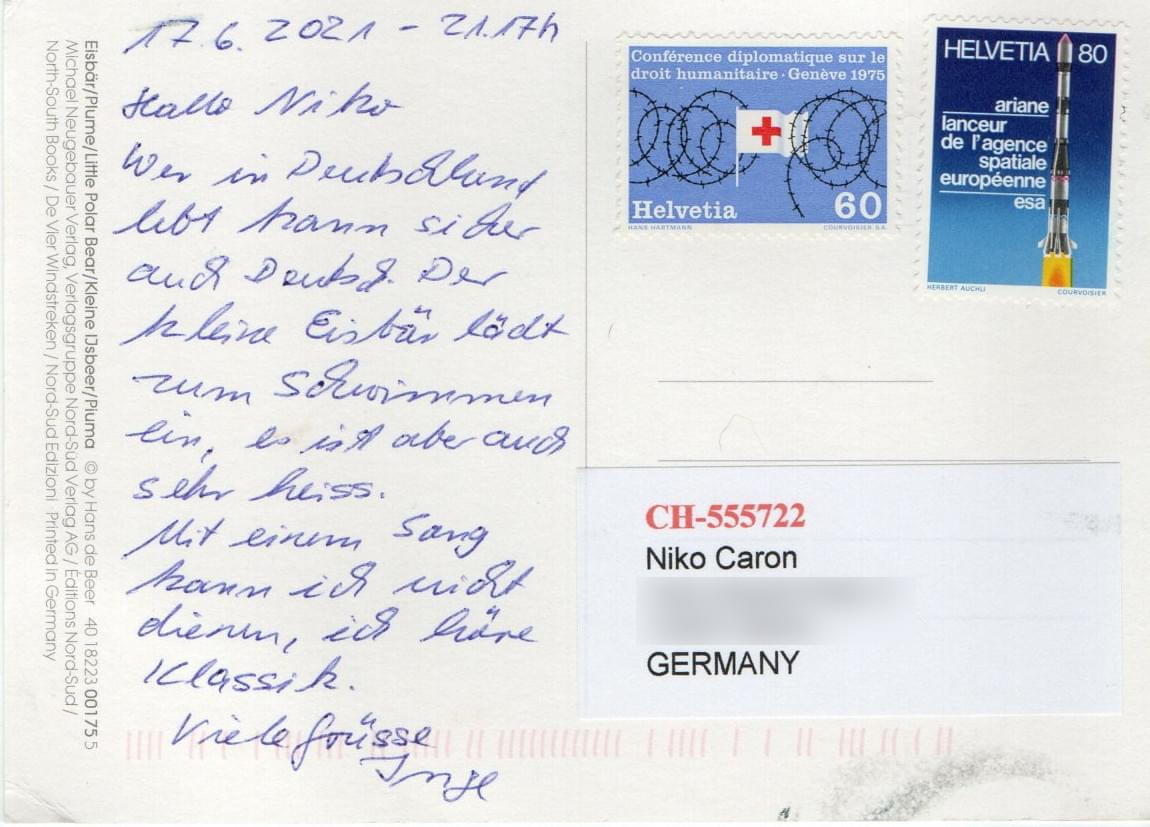 17.6.2021 - 21.17h
Hallo Niko
Wer in Deutschland
lebt kann sicher
auch Deutsch. Der
kleine Eisbär lädt
zum Schwimmen
ein, es ist aber auch
sehr heiss.
Mit einem Song
kann ich nicht
dienen, ich höre
Klassik.
Viele Grüsse
Inge
Eisbär/Plume/Little Polar Bear/Kleine IJsbeer/Piuma © by Hans de Beer 40 18223 00175 5
Michael Neugebauer Verlag, Verlagsgruppe Nord-Süd Verlag AG / Éditions Nord-Sud /
North-South Books / De Vier Windstreken / Nord-Sud Edizioni Printed in Germany
Conférence diplomatique sur le
droit humanitaire · Genève 1975
Helvetia 60
HANS HARTMANN COURVOISIER S.A.
HELVETIA 80
ariane
lanceur
de l'agence
spatiale
européenne
esa
HERBERT AUCHLI COURVOISIER
CH-555722
Niko Caron
GERMANY